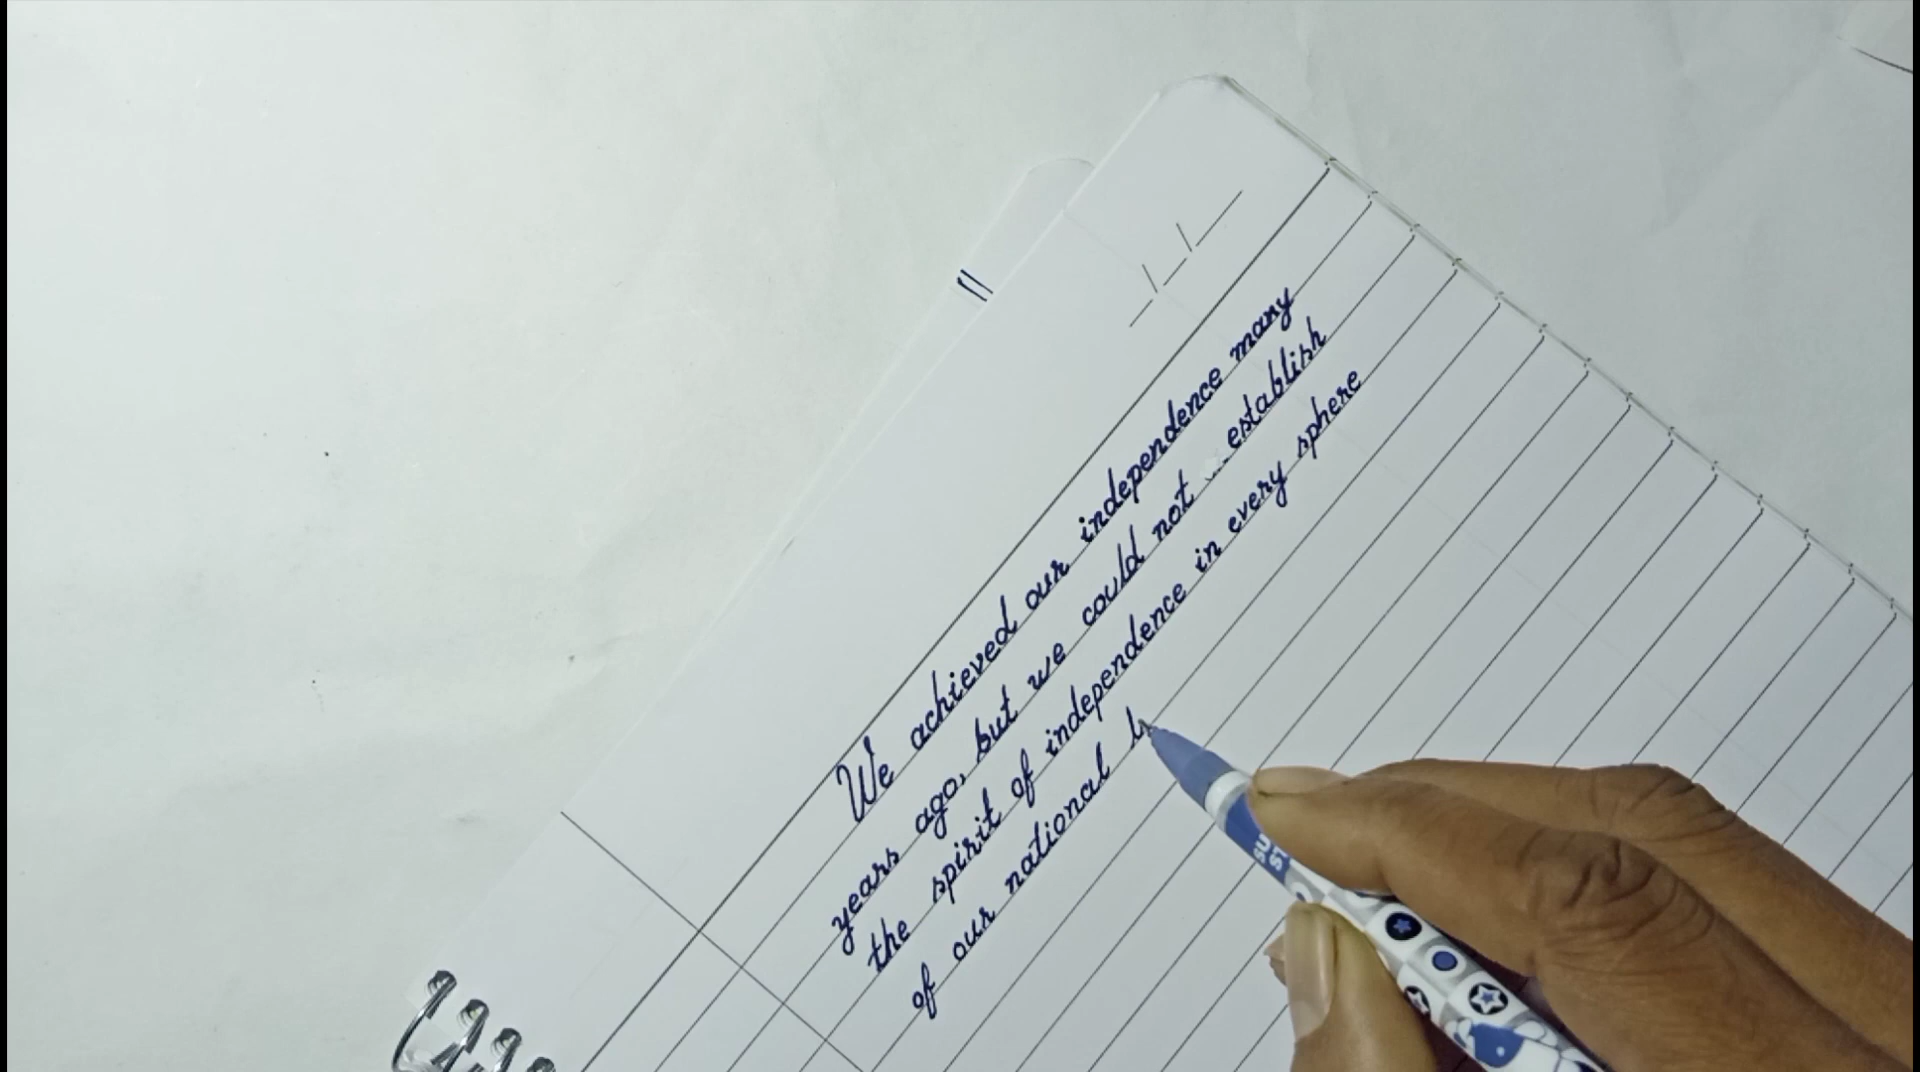 We achieved our independence many
years ago, but we could not establish
the spirit of independence in every sphere
of our national